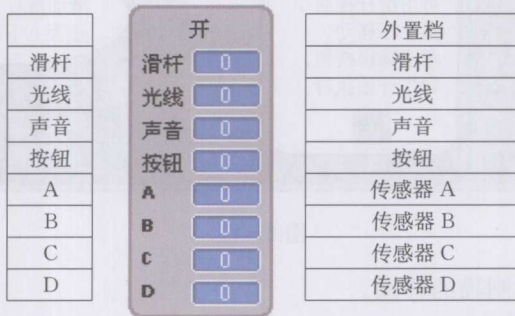 开
外置档
滑杆 滑杆 0 滑杆
光线 光线 0 光线
声音 声音 0 声音
按钮 按钮 0 按钮
A A 0 传感器 A
B B 0 传感器 B
C C 0 传感器 C
D D 0 传感器 D